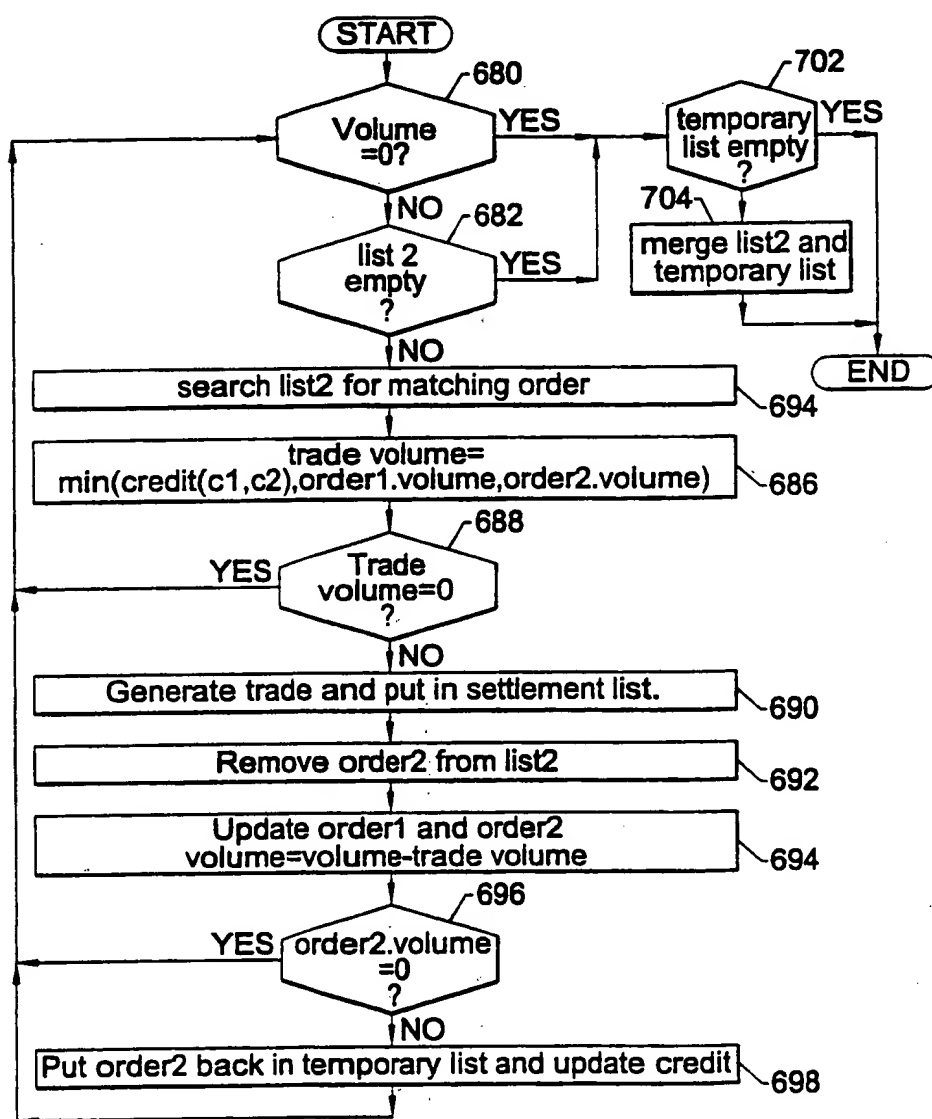 START
680
Volume
=0?
YES
702
temporary
list empty
?
YES
NO
682
list 2
empty
?
YES
704
merge list2 and
temporary list
NO
END
search list2 for matching order
694
trade volume=
min(credit(c1,c2),order1.volume,order2.volume)
686
688
Trade
volume=0
?
YES
NO
Generate trade and put in settlement list.
690
Remove order2 from list2
692
Update order1 and order2
volume=volume-trade volume
694
696
order2.volume
=0
?
YES
NO
Put order2 back in temporary list and update credit
698